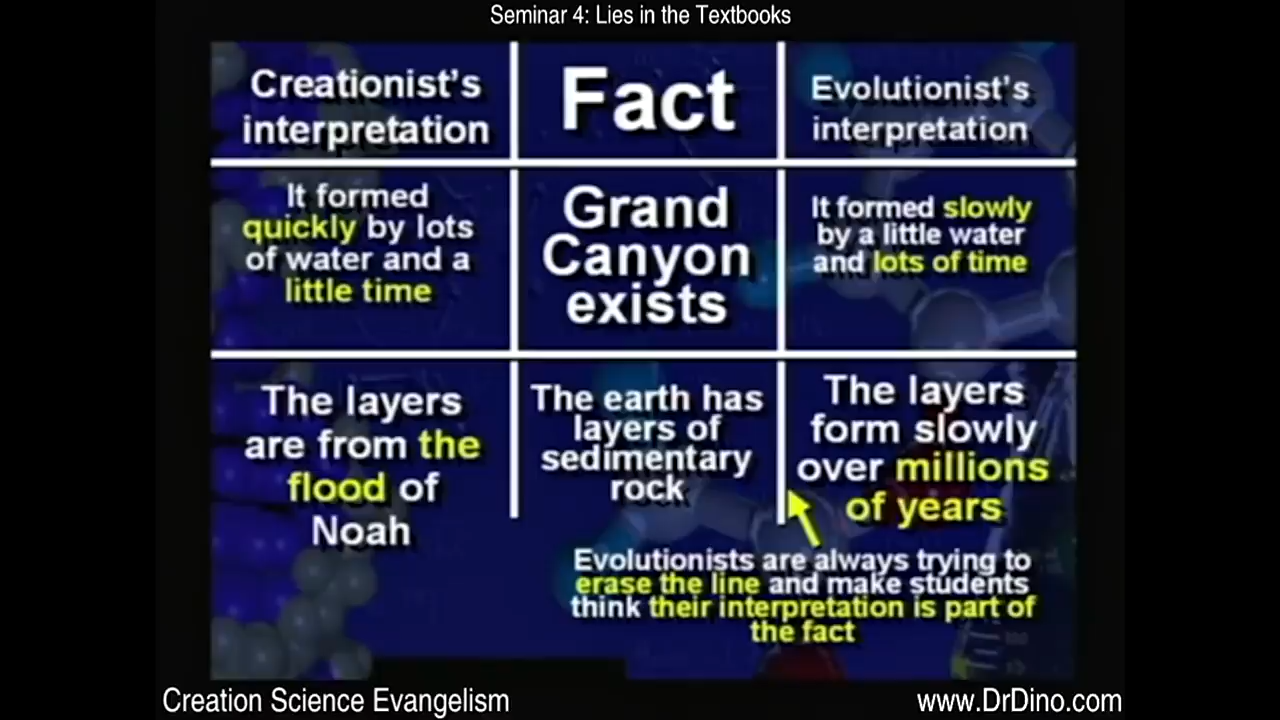 Seminar 4: Lies in the Textbooks
Creationist's
interpretation
Fact
Evolutionist's
interpretation
It formed
quickly by lots
of water and a
little time
Grand
Canyon
exists
It formed slowly
by a little water
and lots of time
The layers
are from the
flood of
Noah
The earth has
layers of
sedimentary
rock
The layers
form slowly
over millions
of years
Evolutionists are always trying to
erase the line and make students
think their interpretation is part of
the fact
Creation Science Evangelism
www.DrDino.com